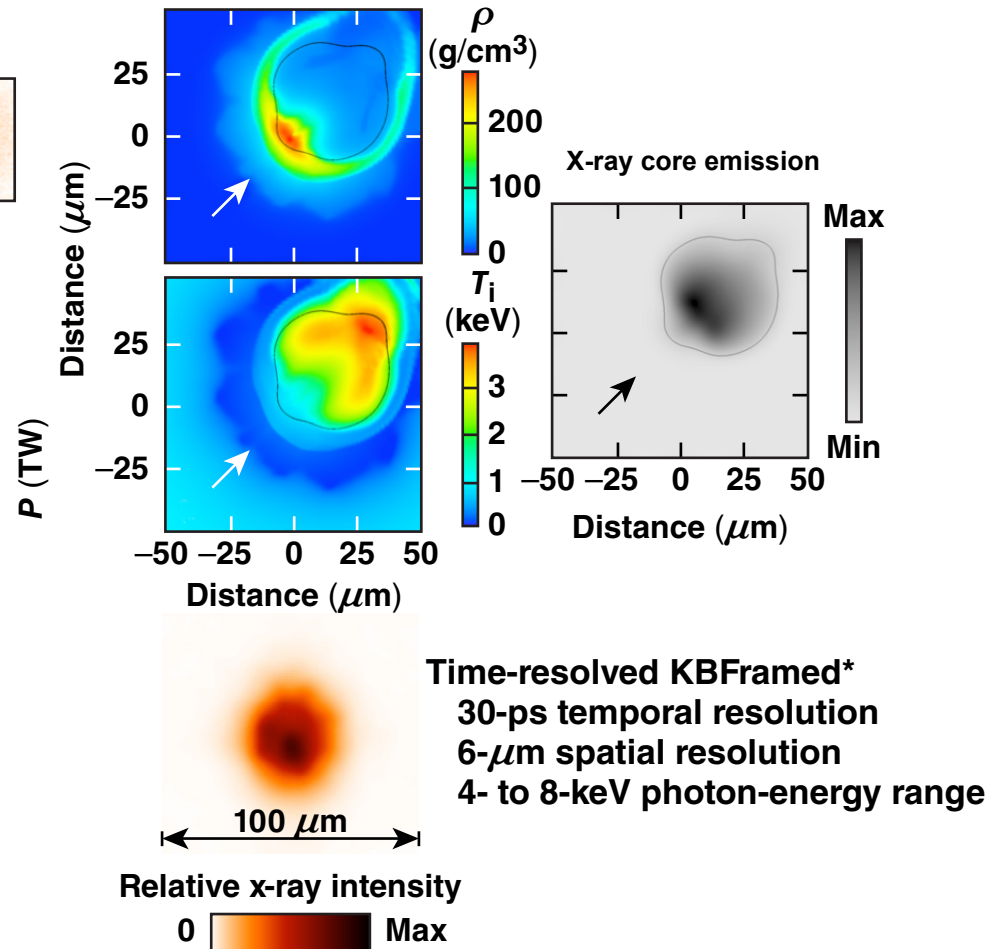 ρ
(g/cm3)
200
100
0
25
0
–25
Distance (μm)
Ti
(keV)
3
2
1
0
25
0
–25
P (TW)
–50 –25 0 25 50
Distance (μm)
X-ray core emission
Max
Min
–50 –25 0 25 50
Distance (μm)
Time-resolved KBFramed*
30-ps temporal resolution
6-μm spatial resolution
4- to 8-keV photon-energy range
100 μm
Relative x-ray intensity
0 Max